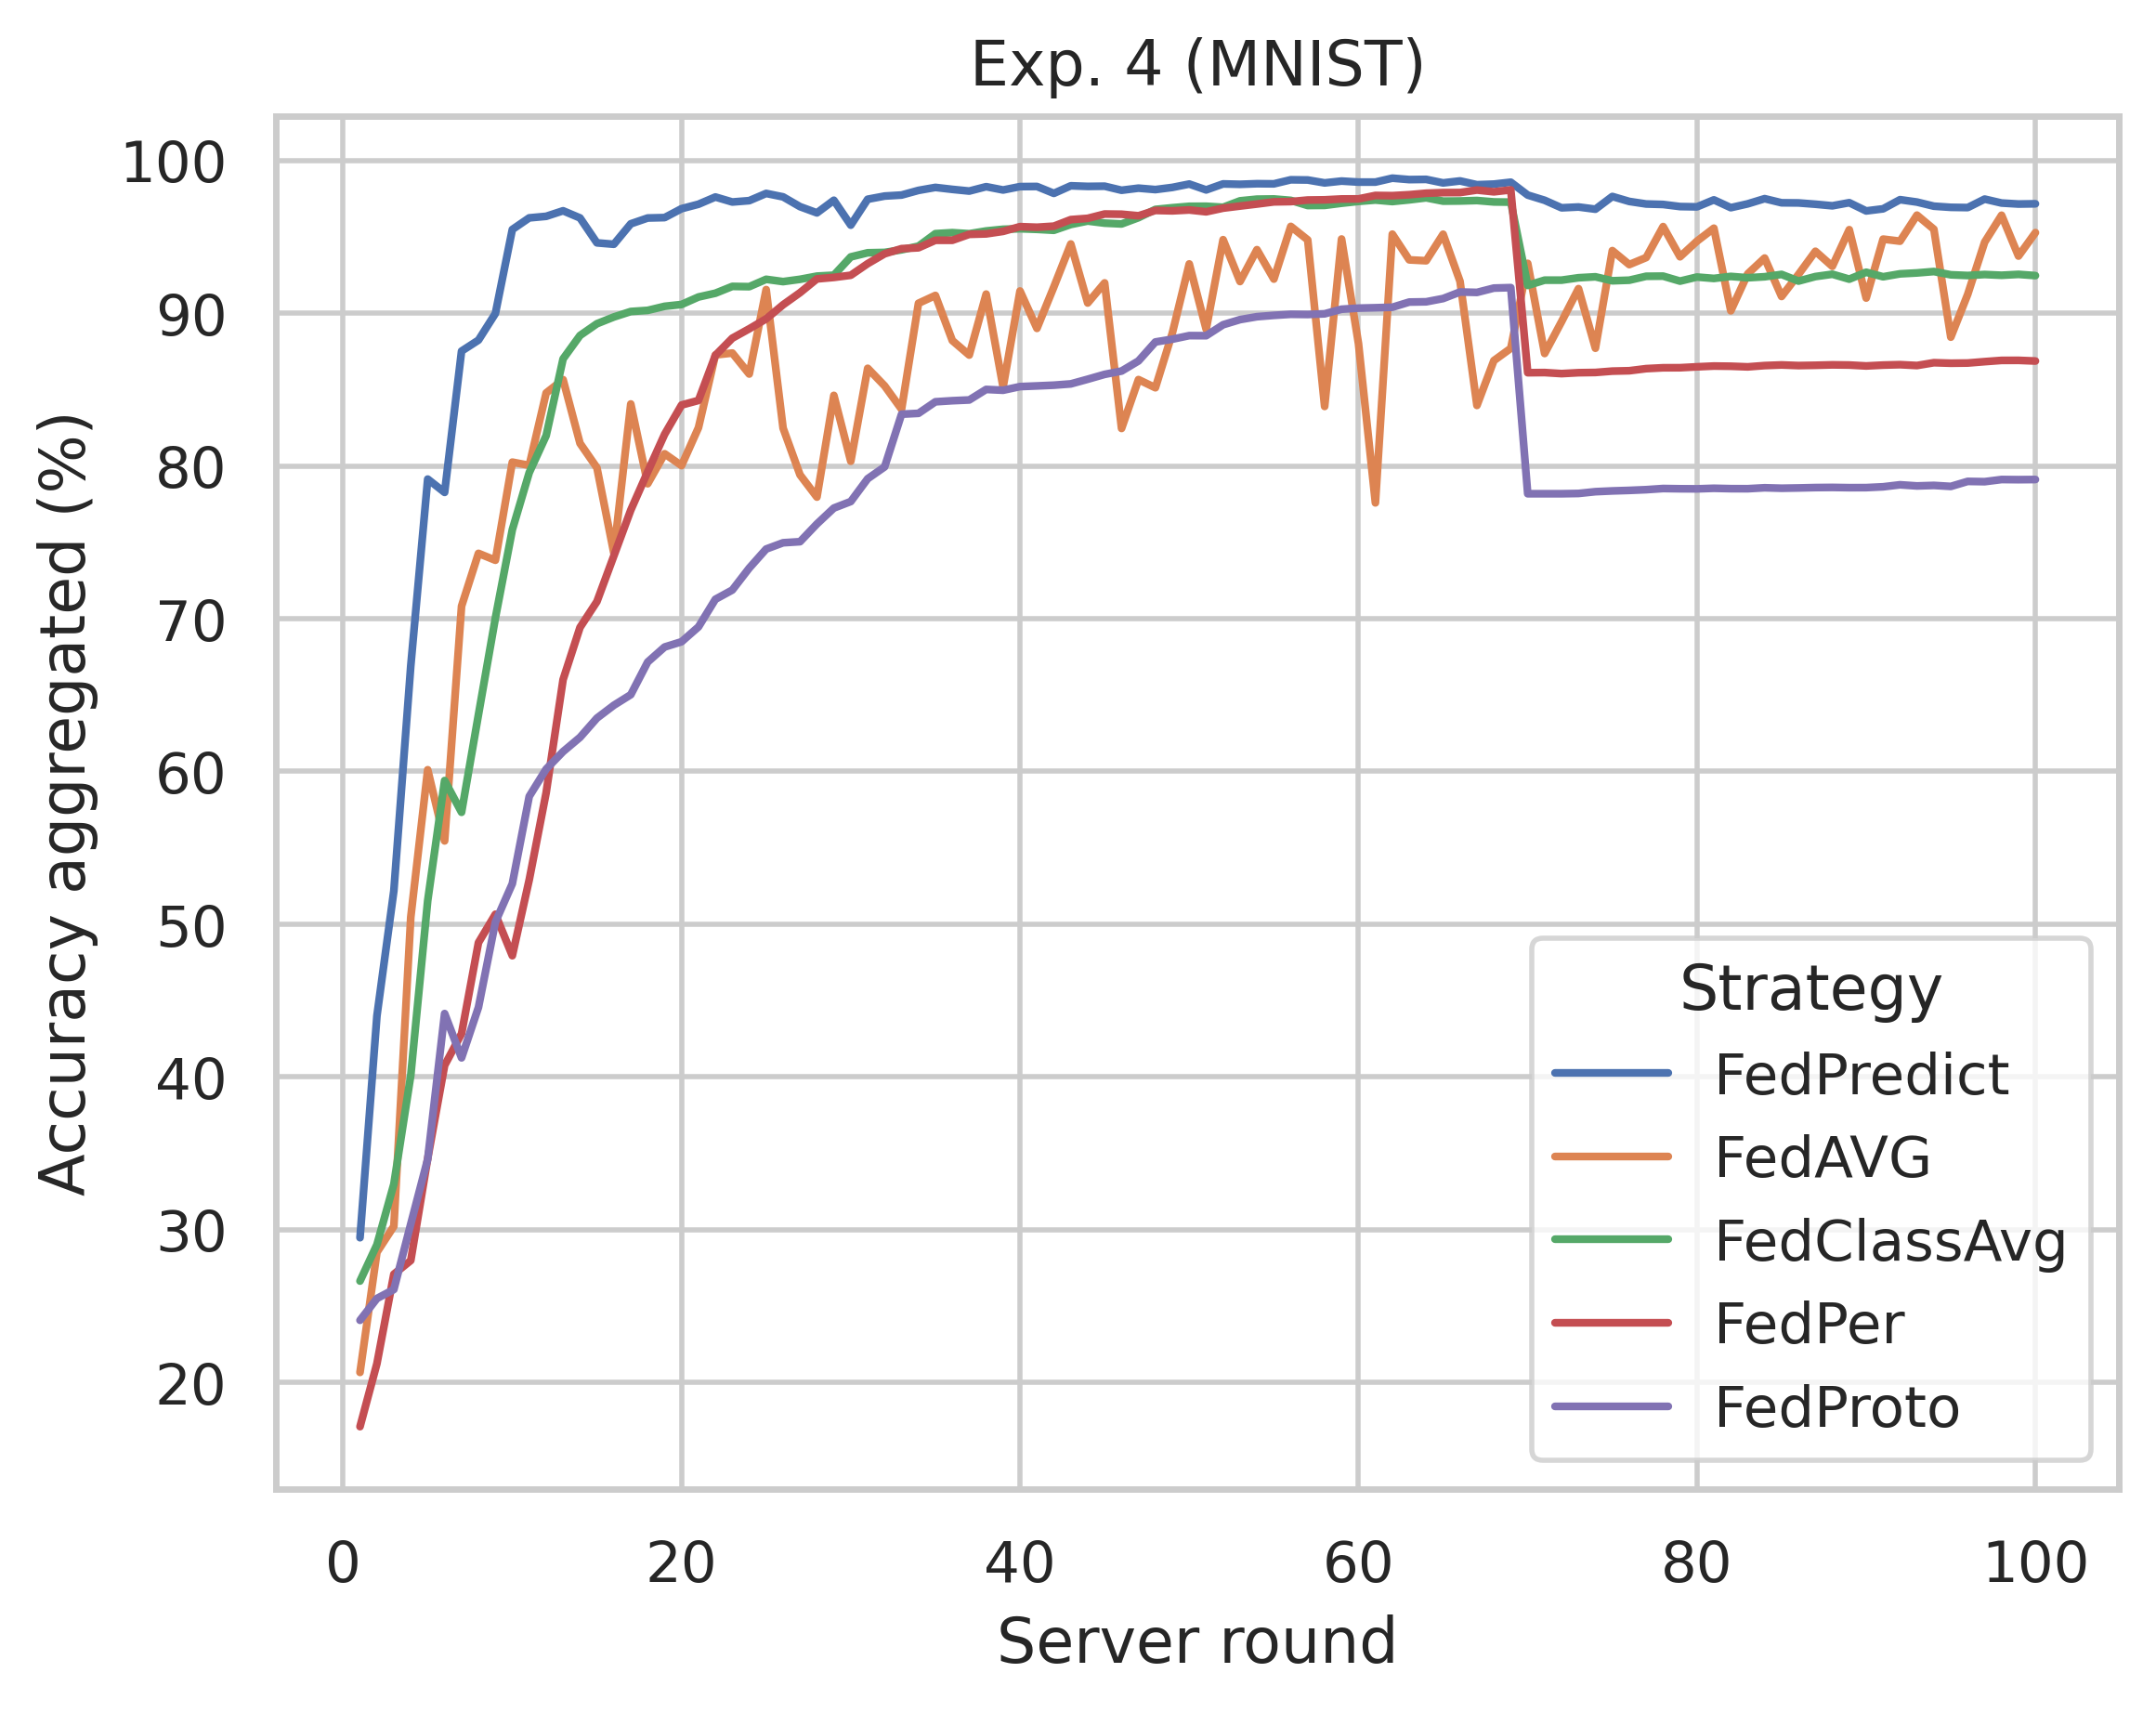 Exp. 4 (MNIST)
Accuracy aggregated (%)
100
90
80
70
60
50
40
30
20
0 20 40 60 80 100
Server round
Strategy
FedPredict
FedAVG
FedClassAvg
FedPer
FedProto